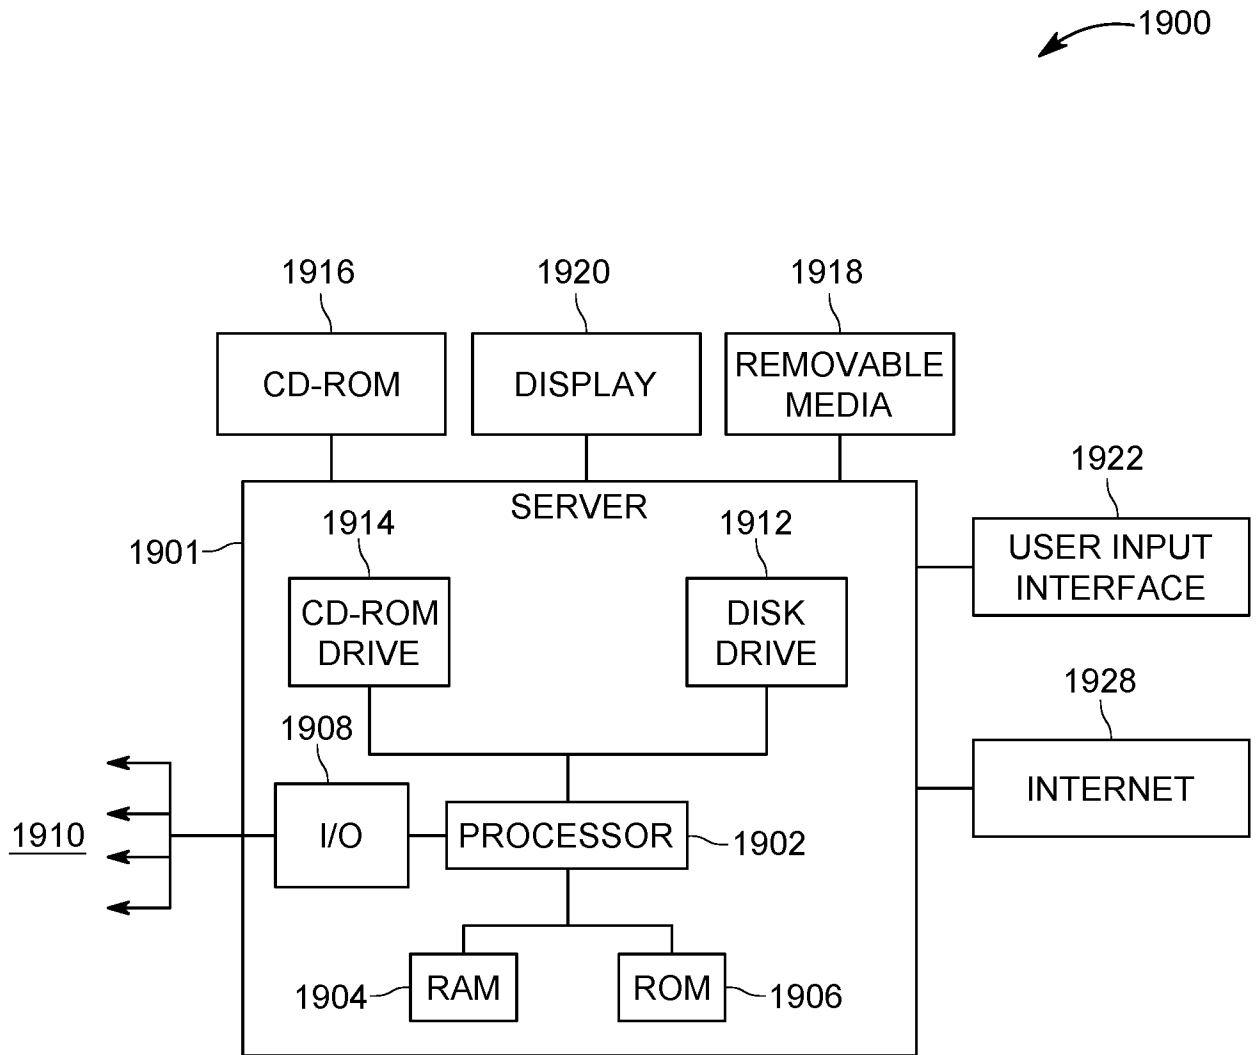 1900
1916
1920
1918
CD-ROM
DISPLAY
REMOVABLE
MEDIA
1922
SERVER
1914
1912
1901
USER INPUT
INTERFACE
CD-ROM
DRIVE
DISK
DRIVE
1928
1908
INTERNET
1910
I/O
PROCESSOR
1902
1904
RAM
ROM
1906